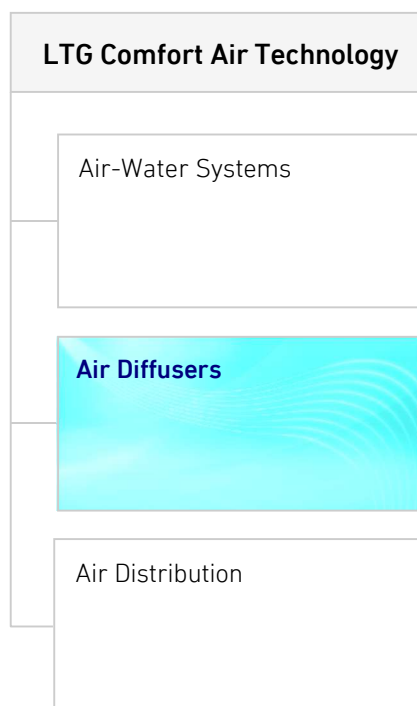 LTG Comfort Air Technology
Air-Water Systems
Air Diffusers
Air Distribution